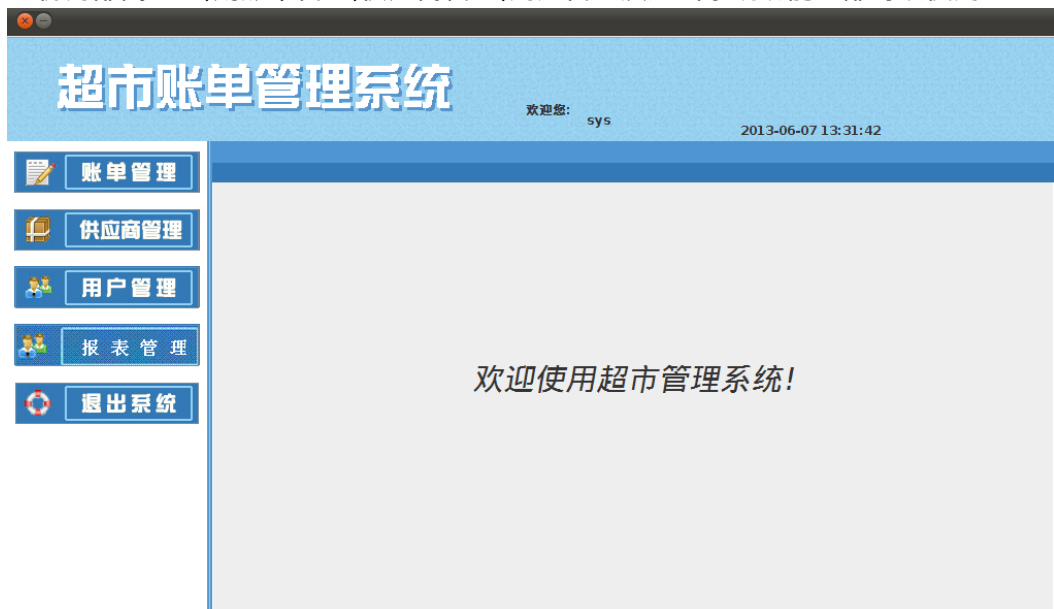 超市账单管理系统
欢迎您:
sys
2013-06-07 13:31:42
账单管理
供应商管理
用户管理
报表管理
退出系统
欢迎使用超市管理系统!